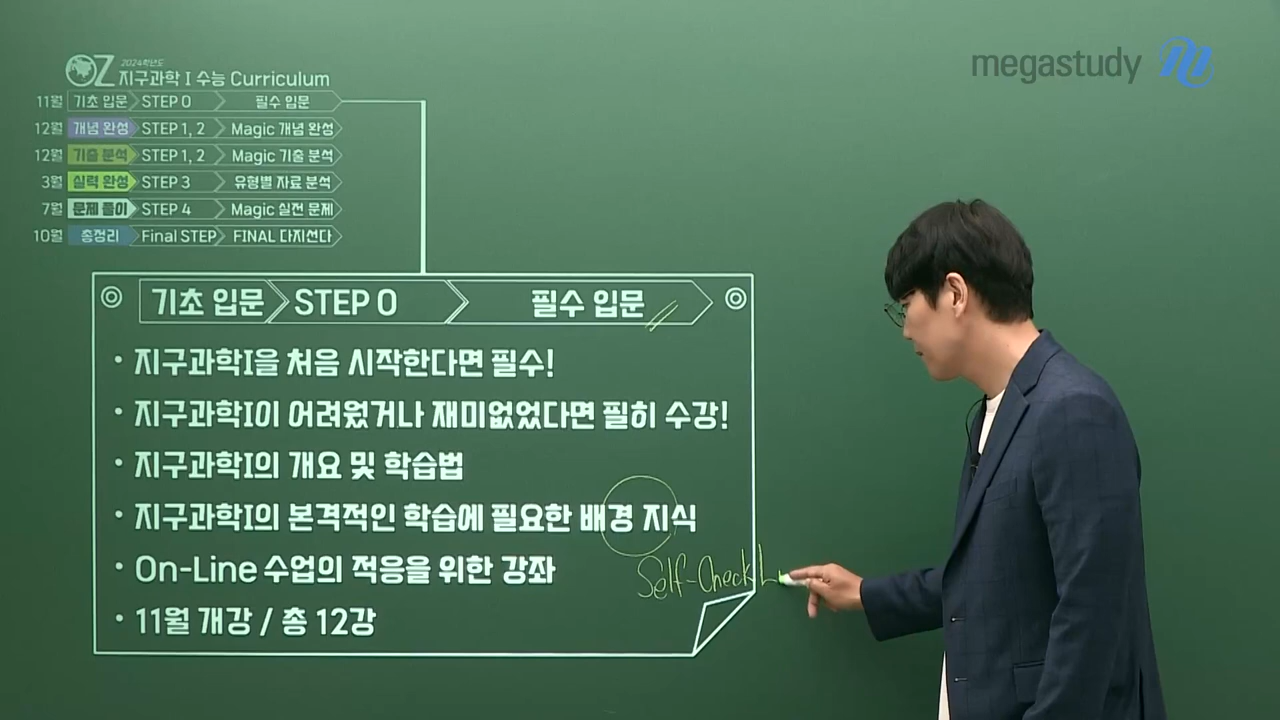 megastudy
OZ 2024학년도 지구과학Ⅰ 수능 Curriculum
11월 기초 입문 STEP 0 필수 입문
12월 개념 완성 STEP 1, 2 Magic 개념 완성
12월 기출 분석 STEP 1, 2 Magic 기출 분석
3월 실력 완성 STEP 3 유형별 자료 분석
7월 문제 풀이 STEP 4 Magic 실전 문제
10월 총정리 Final STEP FINAL 다지선다
기초 입문 STEP 0 필수 입문
• 지구과학Ⅰ을 처음 시작한다면 필수!
• 지구과학Ⅰ이 어려웠거나 재미없었다면 필히 수강!
• 지구과학Ⅰ의 개요 및 학습법
• 지구과학Ⅰ의 본격적인 학습에 필요한 배경 지식
• On-Line 수업의 적응을 위한 강좌
Self-Check L
• 11월 개강 / 총 12강